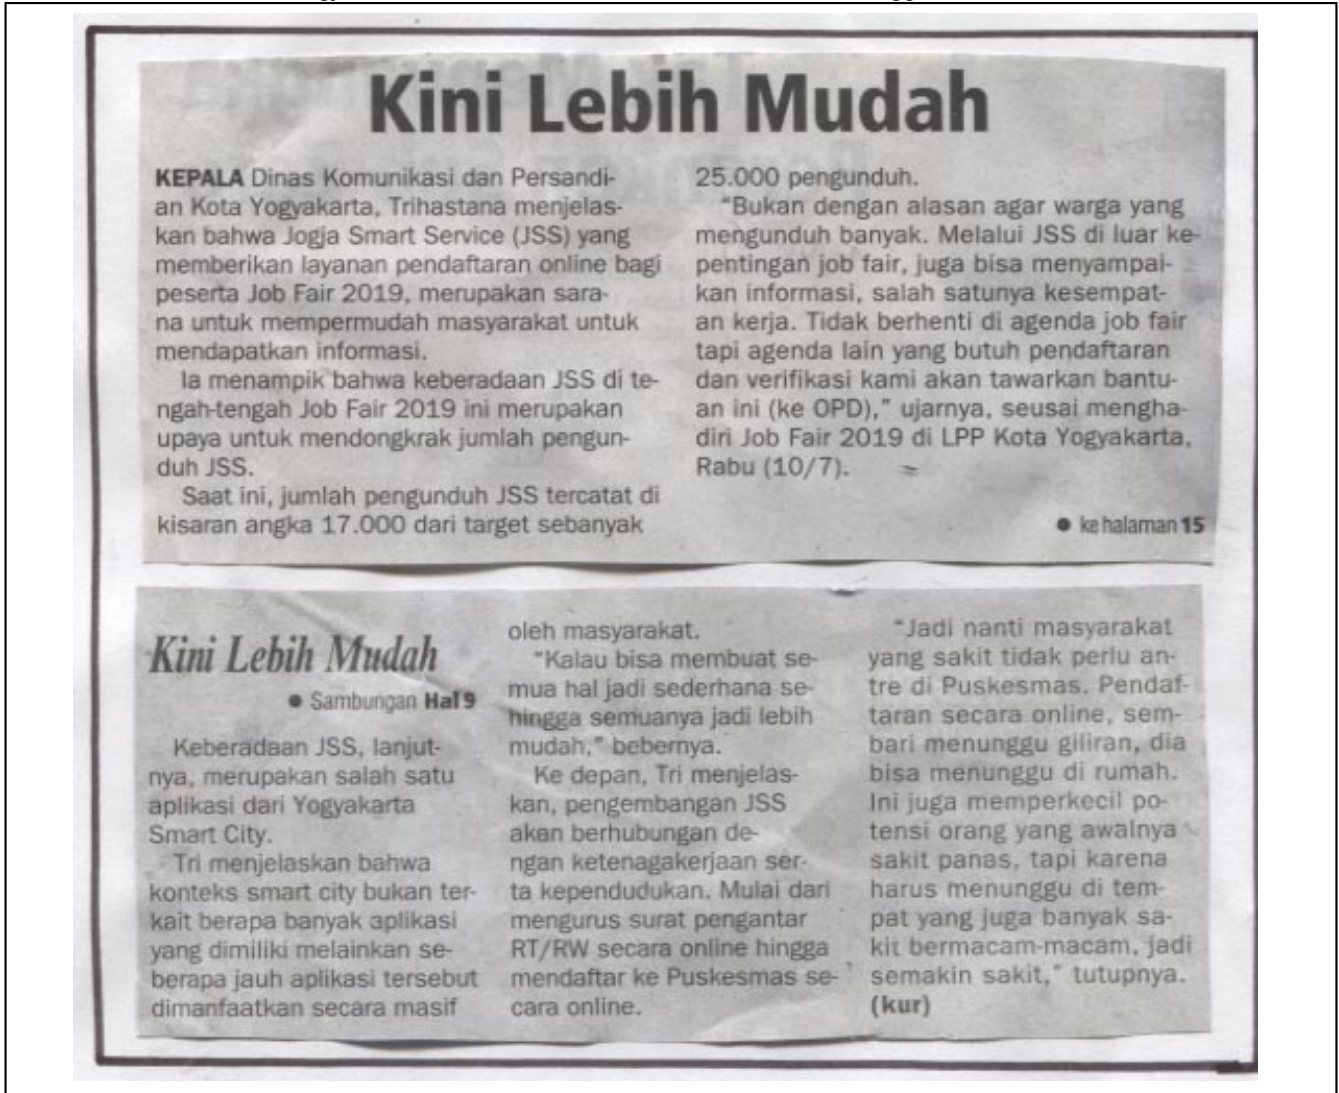 Kini Lebih Mudah
KEPALA Dinas Komunikasi dan Persandi-
an Kota Yogyakarta, Trihastana menjelas-
kan bahwa Jogja Smart Service (JSS) yang
memberikan layanan pendaftaran online bagi
peserta Job Fair 2019, merupakan sara-
na untuk mempermudah masyarakat untuk
mendapatkan informasi.
Ia menampik bahwa keberadaan JSS di te-
ngah-tengah Job Fair 2019 ini merupakan
upaya untuk mendongkrak jumlah pengun-
duh JSS.
Saat ini, jumlah pengunduh JSS tercatat di
kisaran angka 17.000 dari target sebanyak
25.000 pengunduh.
"Bukan dengan alasan agar warga yang
mengunduh banyak. Melalui JSS di luar ke-
pentingan job fair, juga bisa menyampai-
kan informasi, salah satunya kesempat-
an kerja. Tidak berhenti di agenda job fair
tapi agenda lain yang butuh pendaftaran
dan verifikasi kami akan tawarkan bantu-
an ini (ke OPD)," ujarnya, seusai mengha-
diri Job Fair 2019 di LPP Kota Yogyakarta,
Rabu (10/7).
● ke halaman 15
Kini Lebih Mudah
● Sambungan Hal 9
Keberadaan JSS, lanjut-
nya, merupakan salah satu
aplikasi dari Yogyakarta
Smart City.
Tri menjelaskan bahwa
konteks smart city bukan ter-
kait berapa banyak aplikasi
yang dimiliki melainkan se-
berapa jauh aplikasi tersebut
dimanfaatkan secara masif
oleh masyarakat.
"Kalau bisa membuat se-
mua hal jadi sederhana se-
hingga semuanya jadi lebih
mudah," bebernya.
Ke depan, Tri menjelas-
kan, pengembangan JSS
akan berhubungan de-
ngan ketenagakerjaan ser-
ta kependudukan. Mulai dari
mengurus surat pengantar
RT/RW secara online hingga
mendaftar ke Puskesmas se-
cara online.
"Jadi nanti masyarakat
yang sakit tidak perlu an-
tre di Puskesmas. Pendaf-
taran secara online, sem-
bari menunggu giliran, dia
bisa menunggu di rumah.
Ini juga memperkecil po-
tensi orang yang awalnya
sakit panas, tapi karena
harus menunggu di tem-
pat yang juga banyak sa-
kit bermacam-macam, jadi
semakin sakit," tutupnya.
(kur)